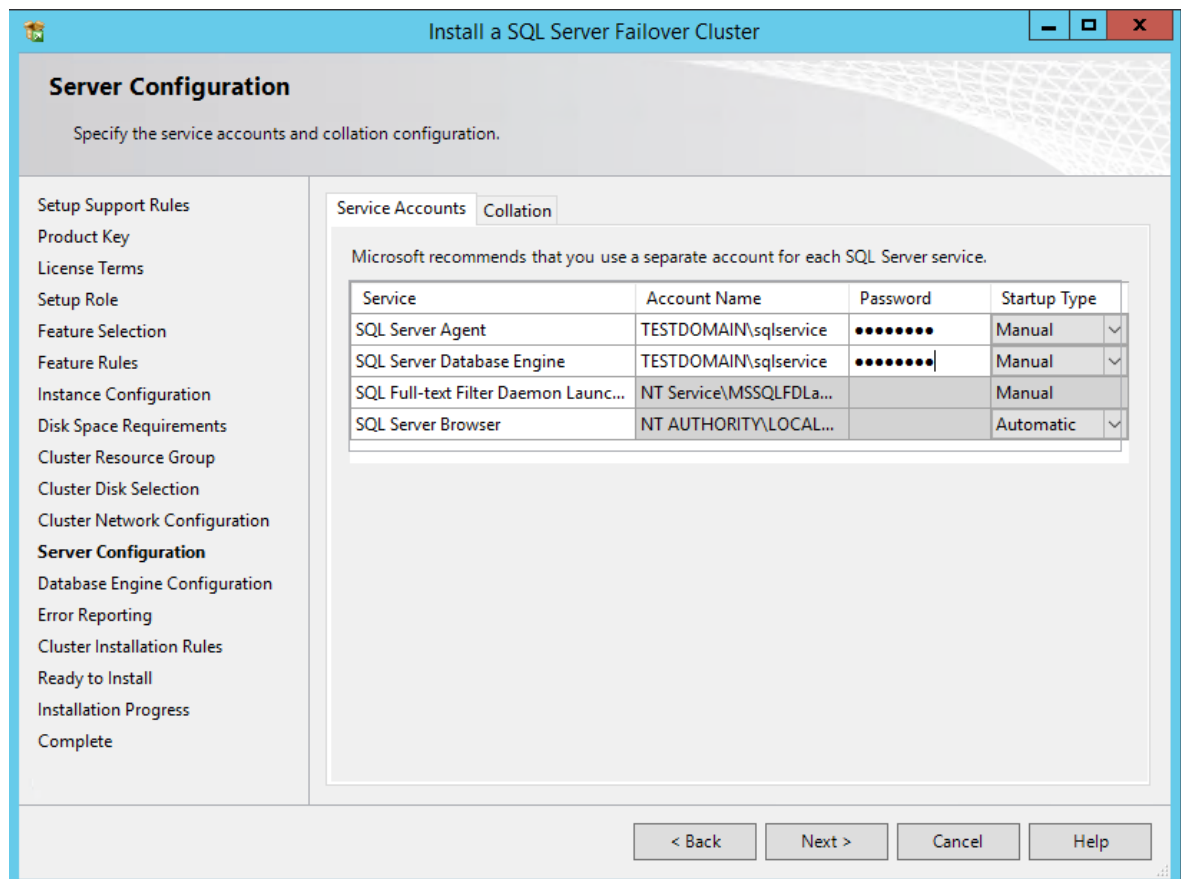 Install a SQL Server Failover Cluster
Server Configuration
Specify the service accounts and collation configuration.
Setup Support Rules
Product Key
License Terms
Setup Role
Feature Selection
Feature Rules
Instance Configuration
Disk Space Requirements
Cluster Resource Group
Cluster Disk Selection
Cluster Network Configuration
Server Configuration
Database Engine Configuration
Error Reporting
Cluster Installation Rules
Ready to Install
Installation Progress
Complete
Service Accounts Collation
Microsoft recommends that you use a separate account for each SQL Server service.
Service Account Name Password Startup Type
SQL Server Agent TESTDOMAIN\sqlservice ●●●●●●●● Manual
SQL Server Database Engine TESTDOMAIN\sqlservice ●●●●●●●● Manual
SQL Full-text Filter Daemon Launc... NT Service\MSSQLFDLa... Manual
SQL Server Browser NT AUTHORITY\LOCAL... Automatic
< Back Next > Cancel Help